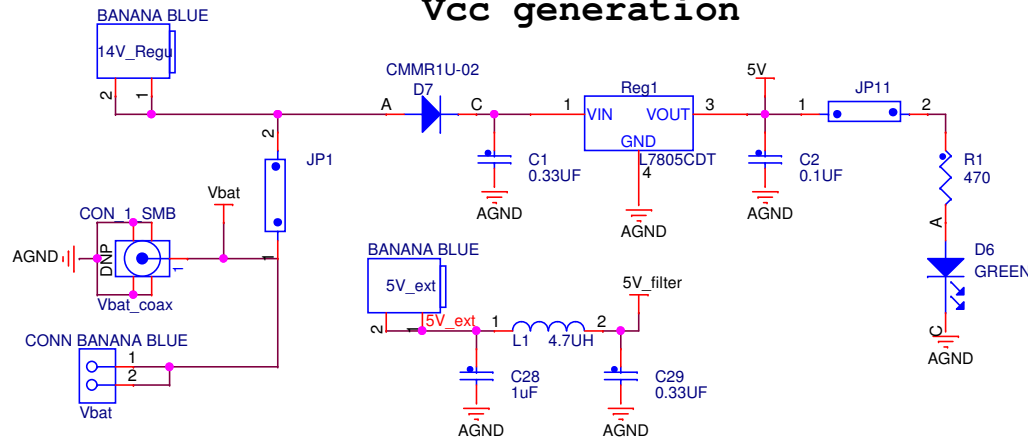 Vcc generation
BANANA BLUE
14V_Regu
2
1
CMMR1U-02
D7
A
C
Reg1
1
VIN
VOUT
3
GND
L7805CDT
4
5V
1
JP11
2
2
JP1
1
C1
0.33UF
AGND
AGND
C2
0.1UF
AGND
R1
470
A
D6
GREEN
C
AGND
Vbat
CON_1_SMB
AGND
DNP
1
Vbat_coax
CONN BANANA BLUE
1
2
Vbat
BANANA BLUE
5V_ext
2
1
5V_ext
1
L1
4.7UH
2
5V_filter
C28
1uF
AGND
C29
0.33UF
AGND